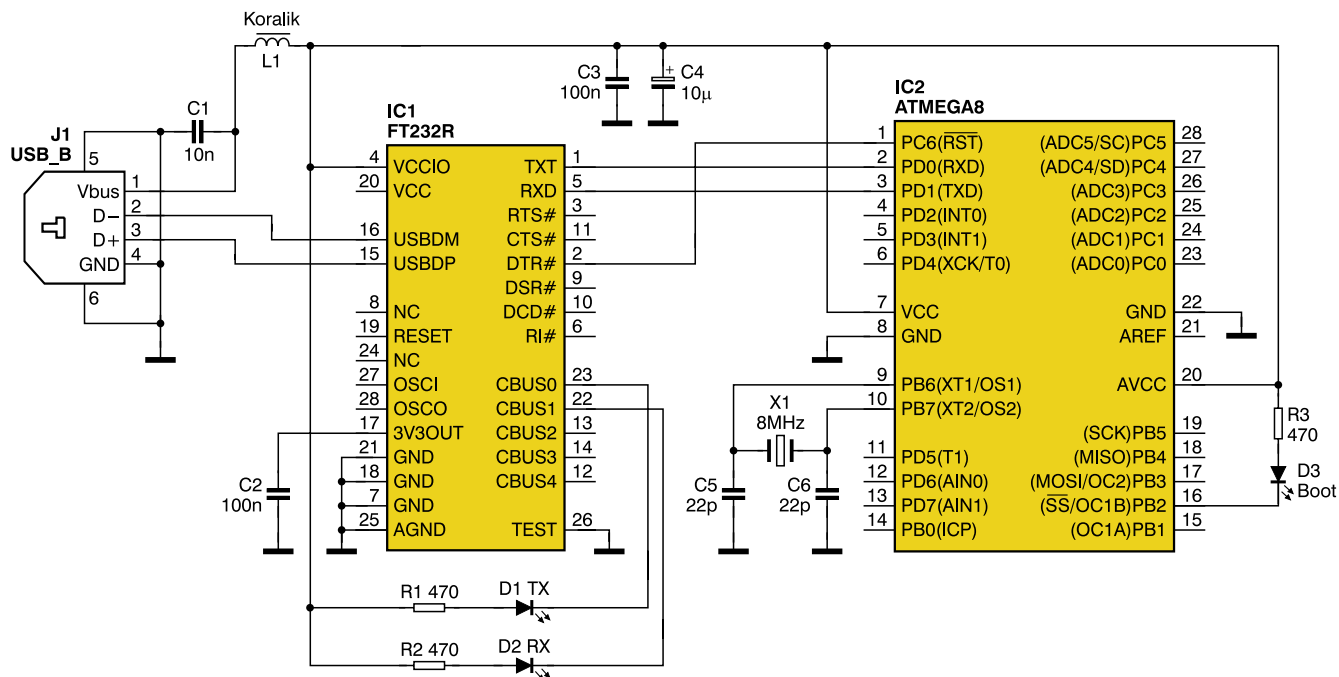 Koralik
L1
C1
10n
J1
USB_B
5
Vbus 1
D– 2
D+ 3
GND 4
6
C3
100n
+
C4
10µ
IC1
FT232R
4 VCCIO
20 VCC
16 USBDM
15 USBDP
8 NC
19 RESET
24 NC
27 OSCI
28 OSCO
17 3V3OUT
21 GND
18 GND
7 GND
25 AGND
TXT 1
RXD 5
RTS# 3
CTS# 11
DTR# 2
DSR# 9
DCD# 10
RI# 6
CBUS0 23
CBUS1 22
CBUS2 13
CBUS3 14
CBUS4 12
TEST 26
C2
100n
R1 470
D1 TX
R2 470
D2 RX
IC2
ATMEGA8
1 PC6(RST)
2 PD0(RXD)
3 PD1(TXD)
4 PD2(INT0)
5 PD3(INT1)
6 PD4(XCK/T0)
7 VCC
8 GND
9 PB6(XT1/OS1)
10 PB7(XT2/OS2)
11 PD5(T1)
12 PD6(AIN0)
13 PD7(AIN1)
14 PB0(ICP)
(ADC5/SC)PC5 28
(ADC4/SD)PC4 27
(ADC3)PC3 26
(ADC2)PC2 25
(ADC1)PC1 24
(ADC0)PC0 23
GND 22
AREF 21
AVCC 20
(SCK)PB5 19
(MISO)PB4 18
(MOSI/OC2)PB3 17
(SS/OC1B)PB2 16
(OC1A)PB1 15
X1
8MHz
C5
22p
C6
22p
R3
470
D3
Boot